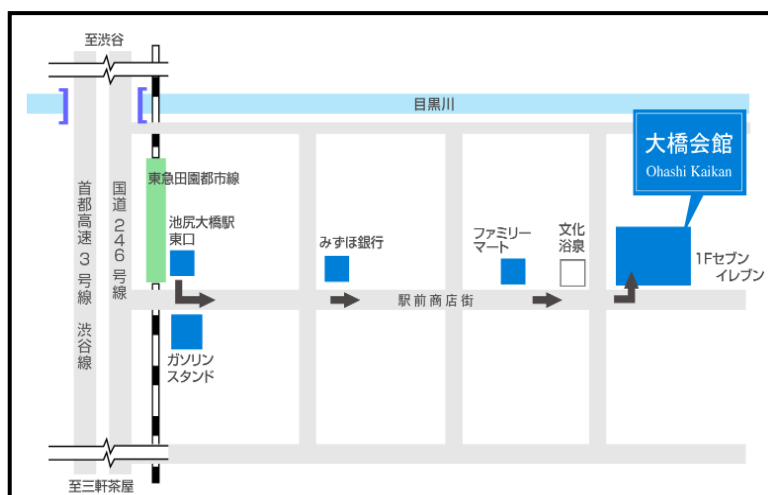 至渋谷
目黒川
大橋会館
Ohashi Kaikan
東急田園都市線
首都高速3号線 渋谷線
国道246号線
池尻大橋駅
東口
みずほ銀行
ファミリー
マート
文化
浴泉
1Fセブン
イレブン
駅前商店街
ガソリン
スタンド
至三軒茶屋